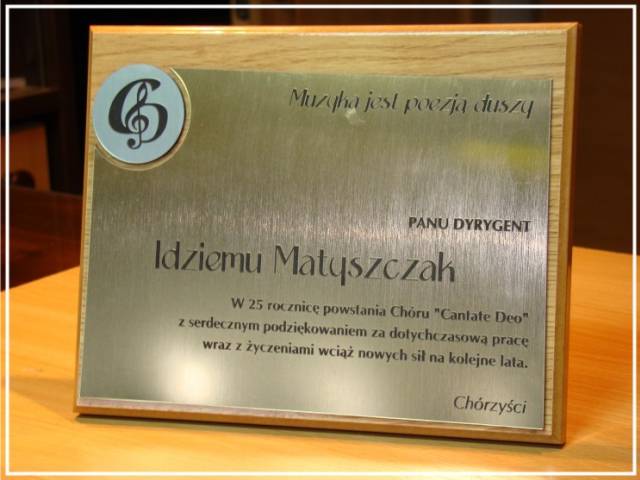 Muzyka jest poezją duszy
PANU DYRYGENT
Idziemu Matyszczak
W 25 rocznicę powstania Chóru "Cantate Deo"
z serdecznym podziękowaniem za dotychczasową pracę
wraz z życzeniami wciąż nowych sił na kolejne lata.
Chórzyści